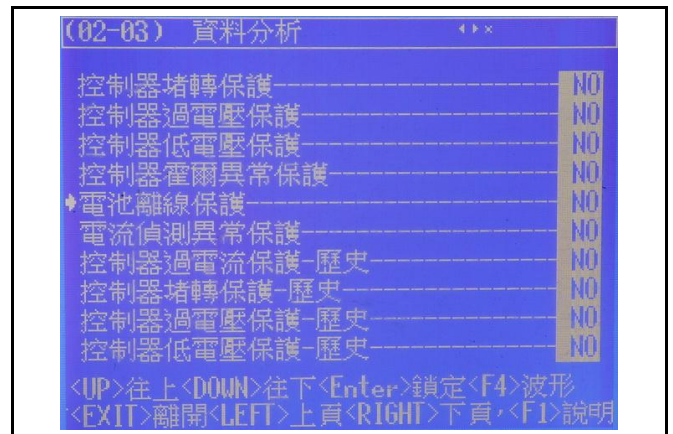 (02-03) 資料分析
控制器堵轉保護 NO
控制器過電壓保護 NO
控制器低電壓保護 NO
控制器霍爾異常保護 NO
電池離線保護 NO
電流偵測異常保護 NO
控制器過電流保護-歷史 NO
控制器堵轉保護-歷史 NO
控制器過電壓保護-歷史 NO
控制器低電壓保護-歷史 NO
<UP>往上<DOWN>往下<Enter>鎖定<F4>波形
<EXIT>離開<LEFT>上頁<RIGHT>下頁,<F1>說明